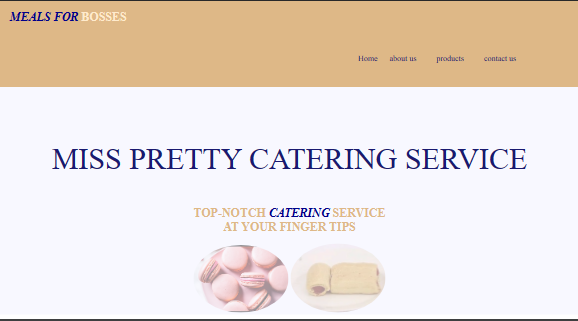 MEALS FOR BOSSES
Home about us products contact us
MISS PRETTY CATERING SERVICE
TOP-NOTCH CATERING SERVICE
AT YOUR FINGER TIPS